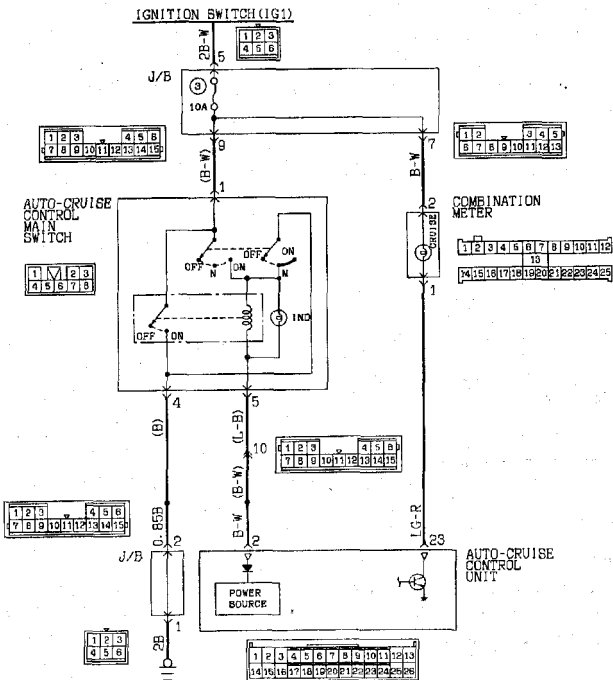 IGNITION SWITCH(IG1)
2B-W
5
1 2 3
4 5 6
J/B
3
10A
1 2 3 4 5 6
7 8 9 10 11 12 13 14 15
9
7
1 2 3 4 5
6 7 8 9 10 11 12 13
(B-W)
B-W
1
2
AUTO-CRUISE
CONTROL
MAIN
SWITCH
COMBINATION
METER
CRUISE
1 2 3 4 5 6 7 8 9 10 11 12
13
14 15 16 17 18 19 20 21 22 23 24 25
OFF
ON
N
OFF
ON
N
1 2 3
4 5 6 7 8
1
IND
OFF
ON
4
5
(B)
(L-B)
10
1 2 3 4 5 6
7 8 9 10 11 12 13 14 15
(B-W)
1 2 3 4 5 6
7 8 9 10 11 12 13 14 15
0.85B
B-W
LG-R
2
2
23
J/B
AUTO-CRUISE
CONTROL
UNIT
POWER
SOURCE
1
1 2 3
4 5 6
2B
1 2 3 4 5 6 7 8 9 10 11 12 13
14 15 16 17 18 19 20 21 22 23 24 25 26